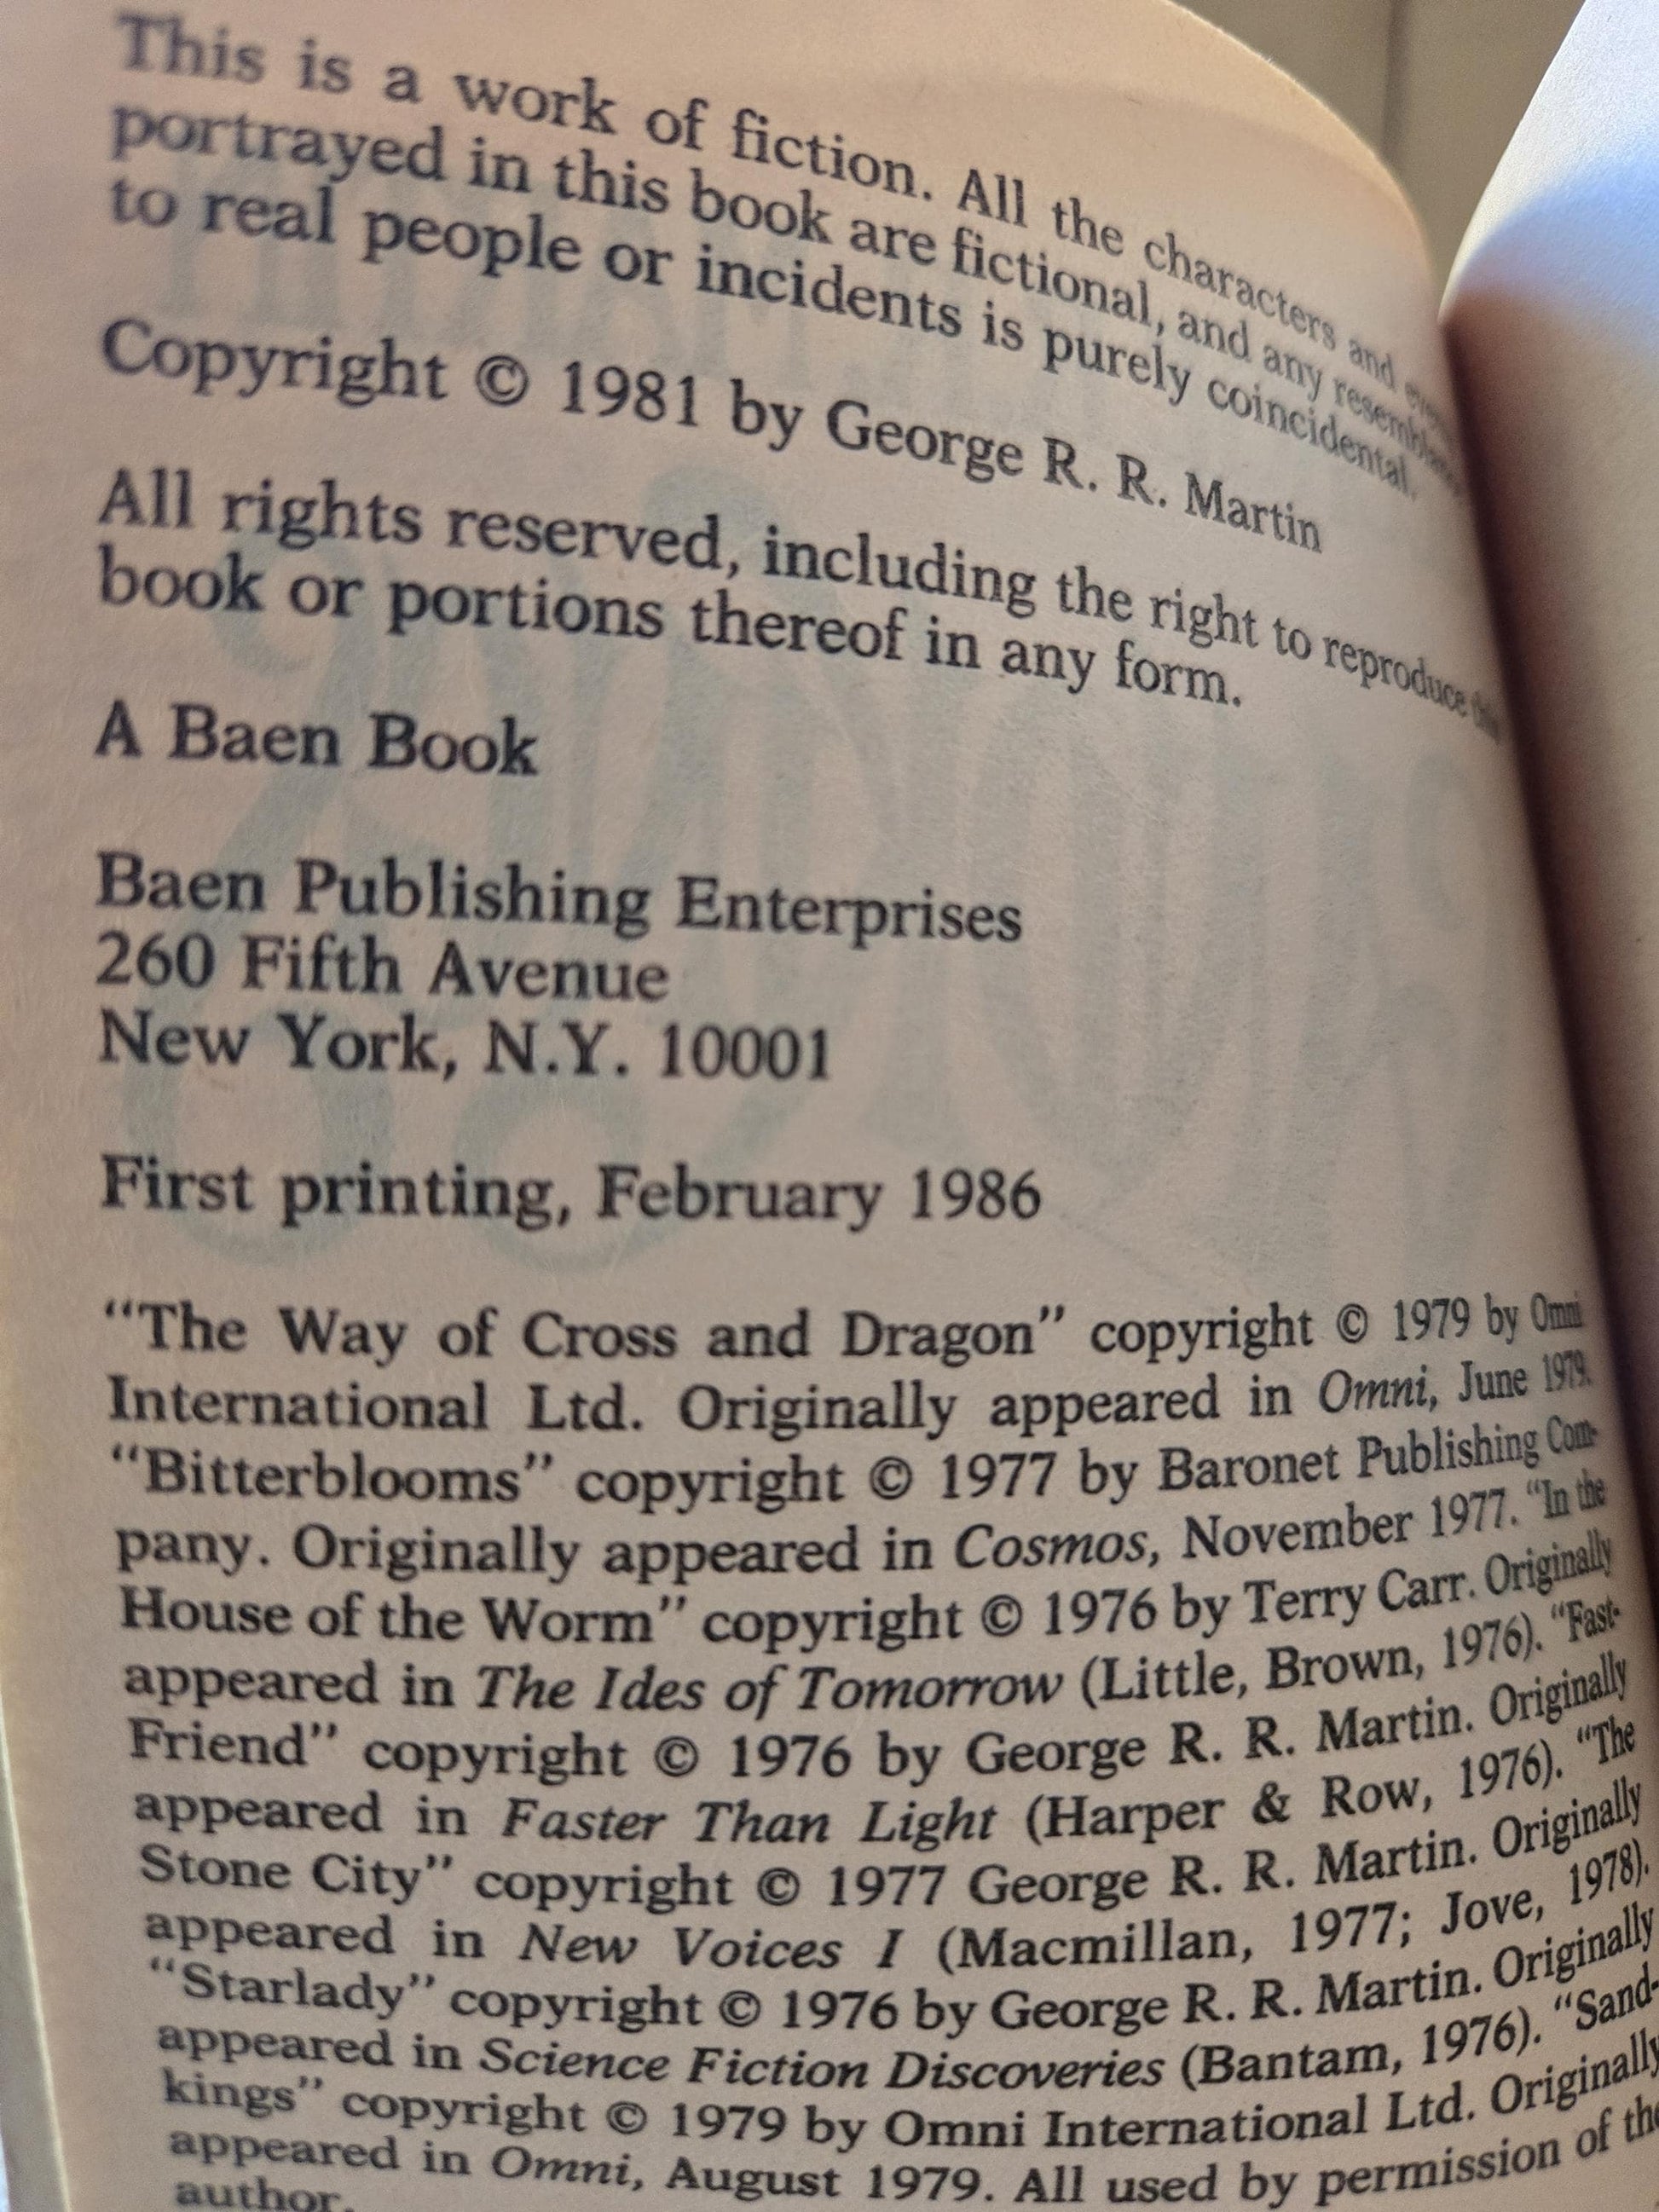 This is a work of fiction. All the characters and
portrayed in this book are fictional, and any
to real people or incidents is purely coincidental.
Copyright © 1981 by George R. R. Martin
All rights reserved, including the right to reproduce
book or portions thereof in any form.
A Baen Book
Baen Publishing Enterprises
260 Fifth Avenue
New York, N.Y. 10001
First printing, February 1986
“The Way of Cross and Dragon” copyright © 1979 by Omni
International Ltd. Originally appeared in Omni, June 1979.
“Bitterblooms” copyright © 1977 by Baronet Publishing Com-
pany. Originally appeared in Cosmos, November 1977. “In the
House of the Worm” copyright © 1976 by Terry Carr. Originally
appeared in The Ides of Tomorrow (Little, Brown, 1976). “Fast-
Friend” copyright © 1976 by George R. R. Martin. Originally
appeared in Faster Than Light (Harper & Row, 1976). “The
Stone City” copyright © 1977 George R. R. Martin. Originally
appeared in New Voices I (Macmillan, 1977; Jove, 1978).
“Starlady” copyright © 1976 by George R. R. Martin. Originally
appeared in Science Fiction Discoveries (Bantam, 1976). “Sand-
kings” copyright © 1979 by Omni International Ltd. Originally
appeared in Omni, August 1979. All used by permission of the
author.